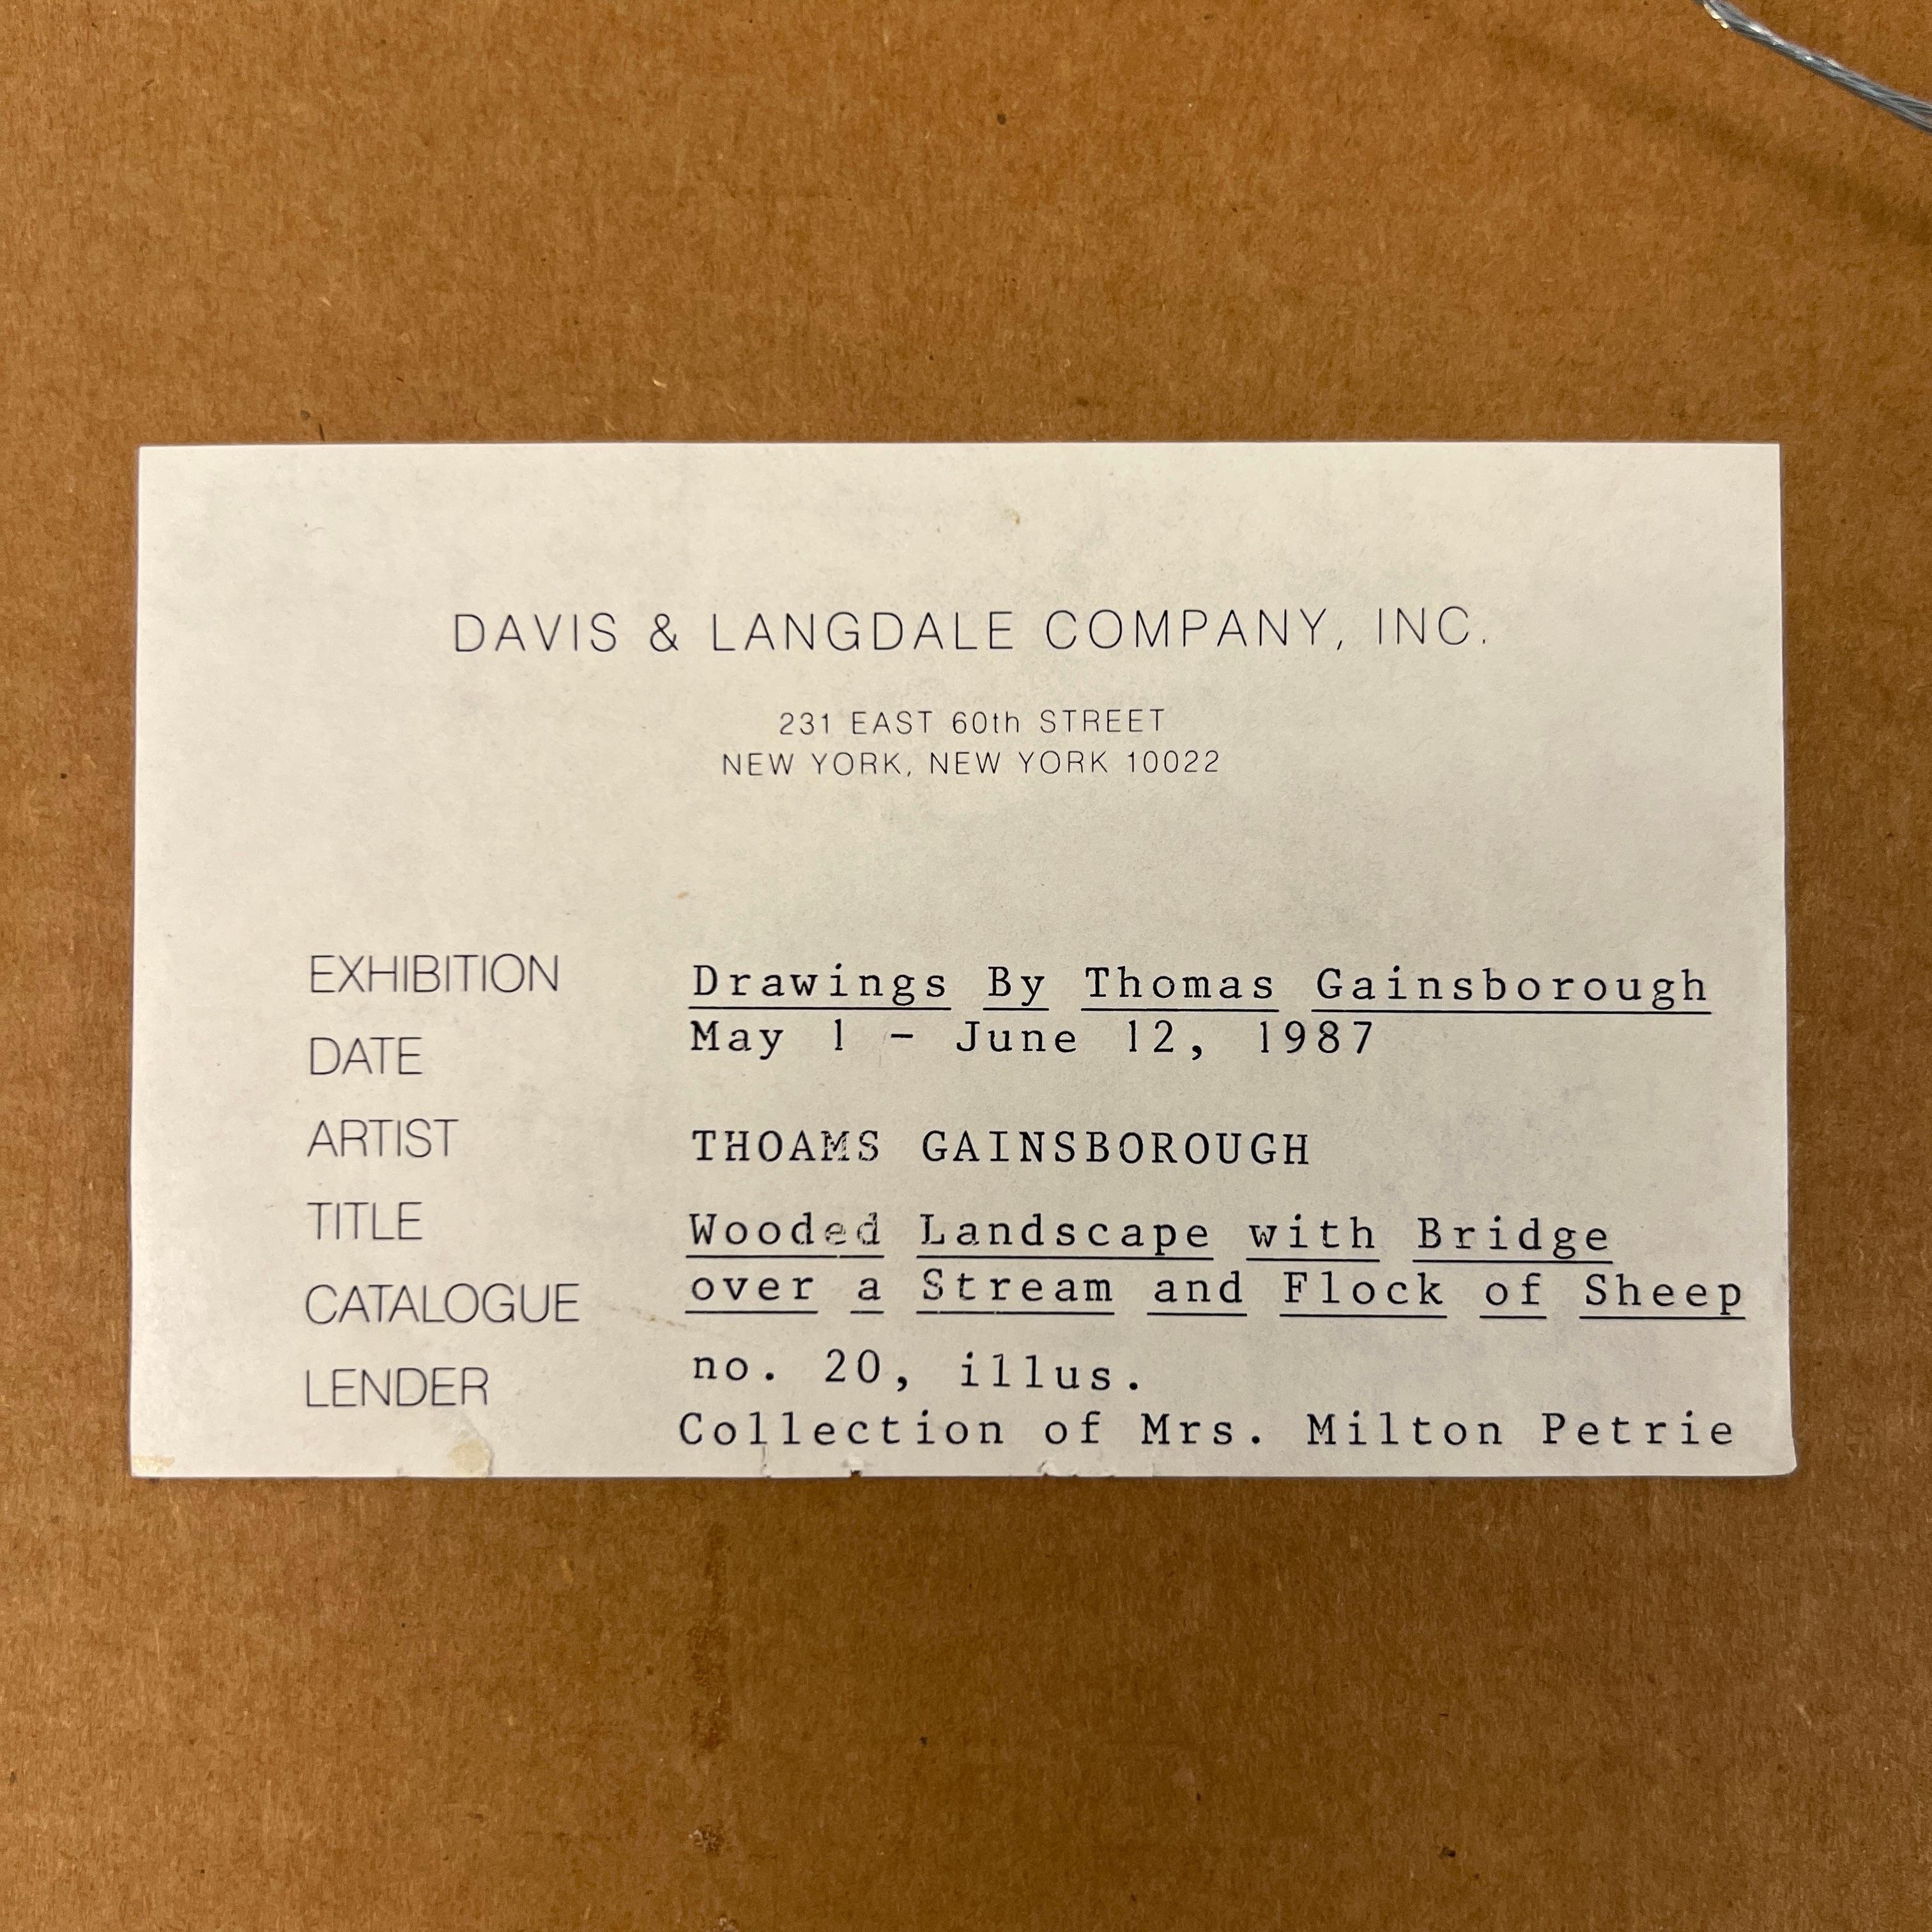 DAVIS & LANGDALE COMPANY, INC.
231 EAST 60th STREET
NEW YORK, NEW YORK 10022
EXHIBITION Drawings By Thomas Gainsborough
DATE May 1 - June 12, 1987
ARTIST THOAMS GAINSBOROUGH
TITLE Wooded Landscape with Bridge
over a Stream and Flock of Sheep
CATALOGUE no. 20, illus.
LENDER Collection of Mrs. Milton Petrie